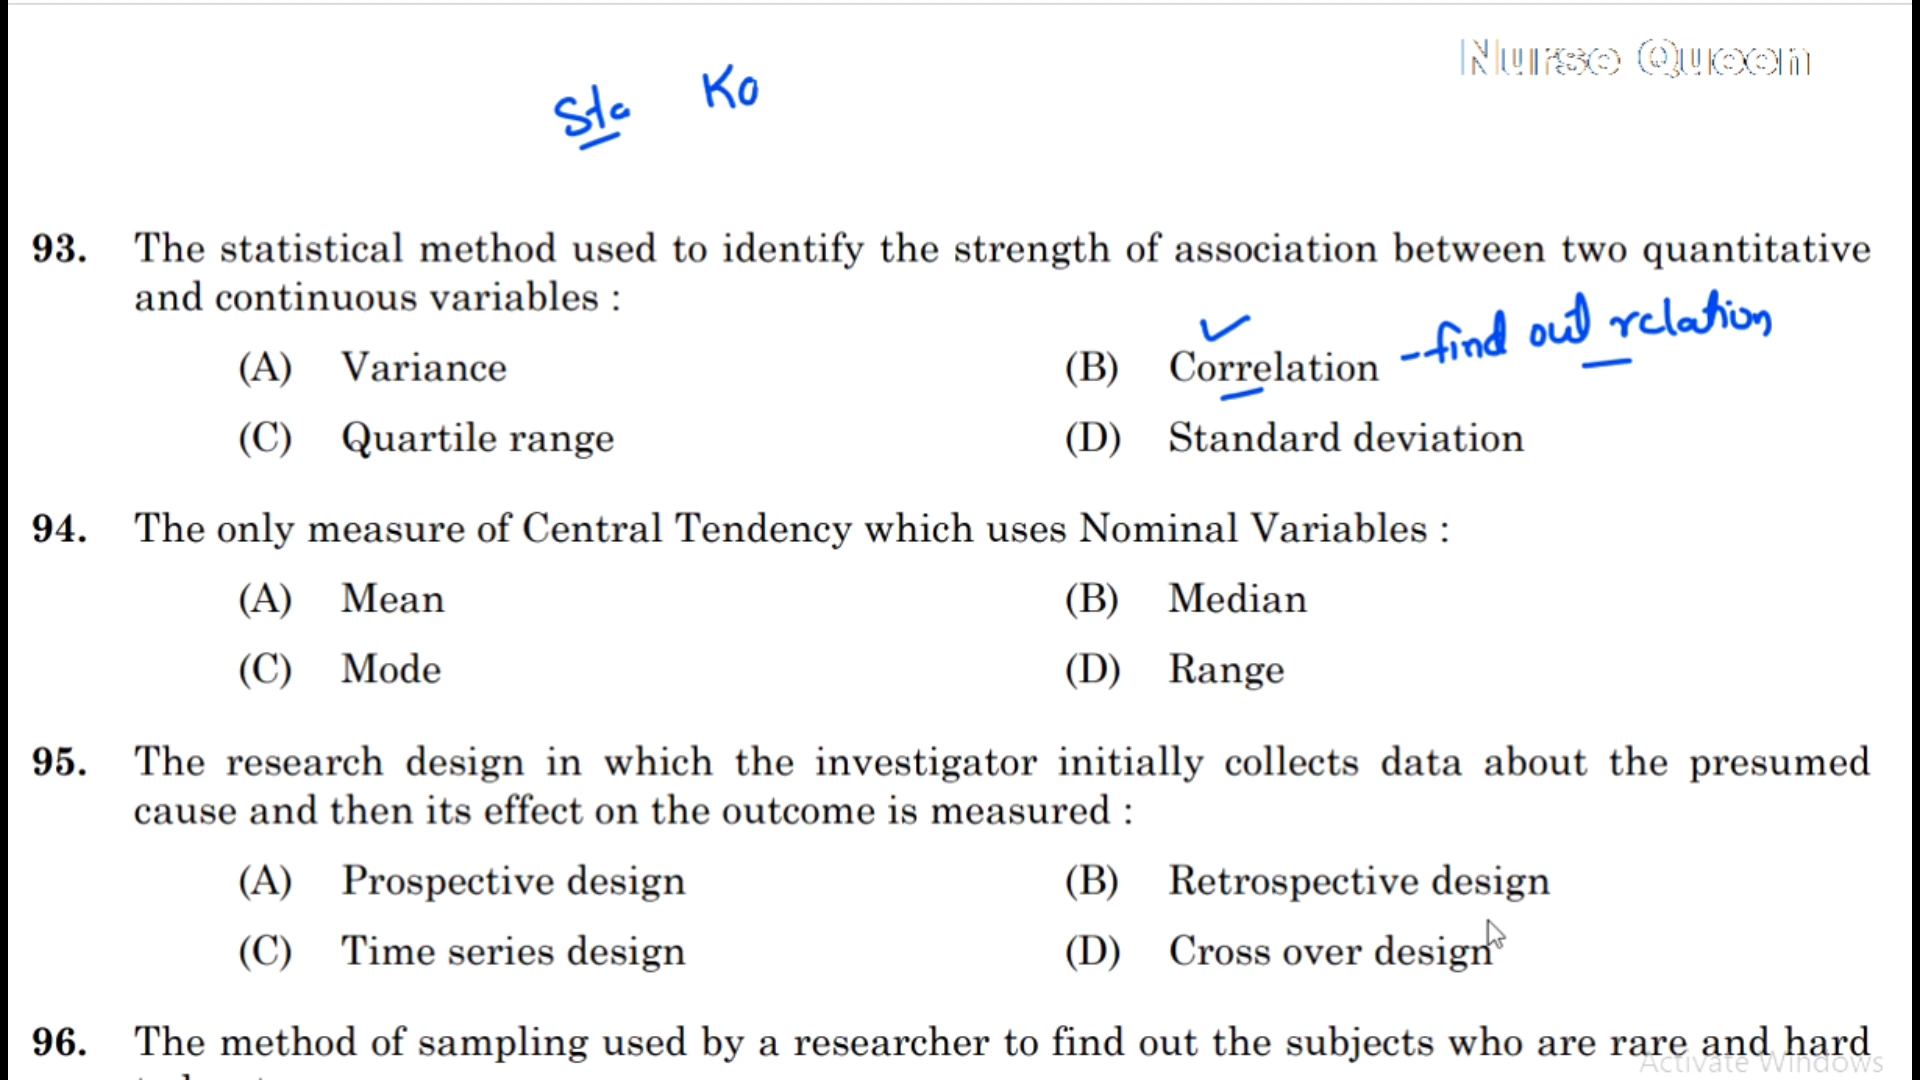 Nurse Queen
Sta Ko
93. The statistical method used to identify the strength of association between two quantitative
and continuous variables :
(A) Variance (B) Correlation - find out relation
(C) Quartile range (D) Standard deviation
94. The only measure of Central Tendency which uses Nominal Variables :
(A) Mean (B) Median
(C) Mode (D) Range
95. The research design in which the investigator initially collects data about the presumed
cause and then its effect on the outcome is measured :
(A) Prospective design (B) Retrospective design
(C) Time series design (D) Cross over design
96. The method of sampling used by a researcher to find out the subjects who are rare and hard
Activate Windows